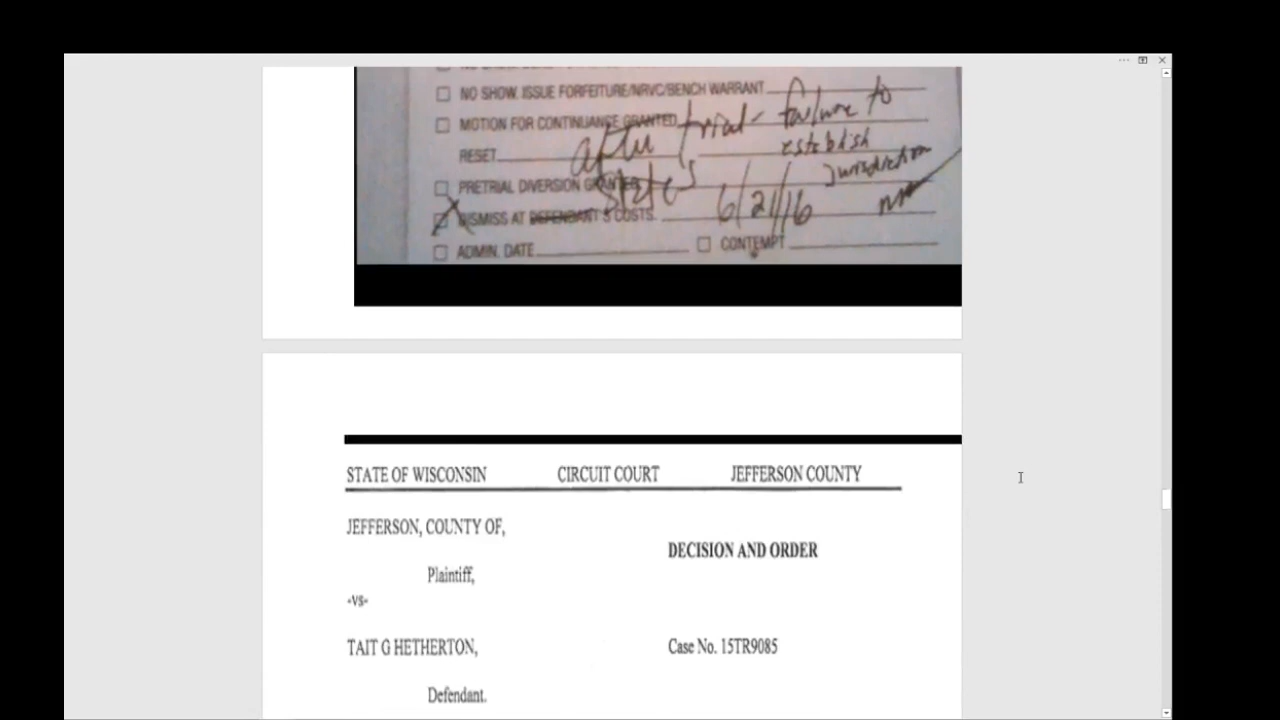 NO SHOW. ISSUE FORFEITURE/NRVC/BENCH WARRANT
MOTION FOR CONTINUANCE GRANTED
after trial - failure to
establish
jurisdiction
RESET
PRETRIAL DIVERSION GRANTED
State's
DISMISS AT DEFENDANT'S COSTS.
6/21/16
ADMIN. DATE
CONTEMPT
STATE OF WISCONSIN CIRCUIT COURT JEFFERSON COUNTY
JEFFERSON, COUNTY OF,
DECISION AND ORDER
Plaintiff,
-vs-
TAIT G HETHERTON, Case No. 15TR9085
Defendant.